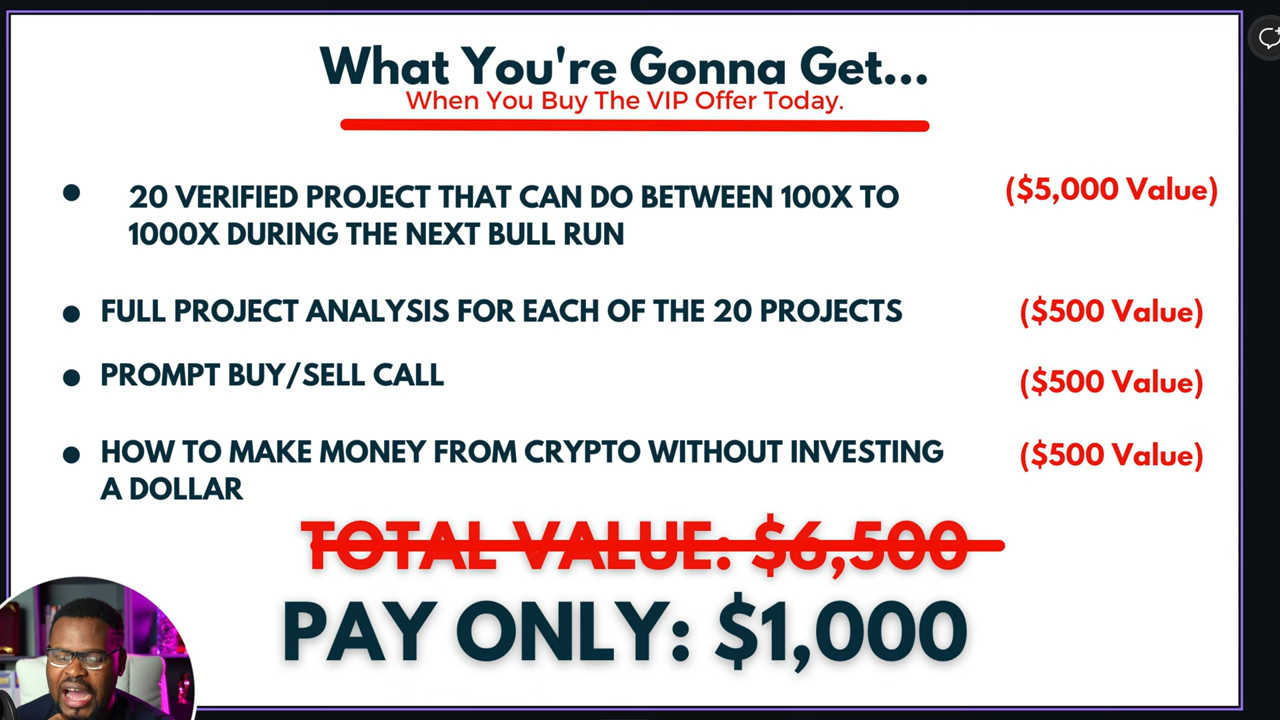 What You're Gonna Get...
When You Buy The VIP Offer Today.
20 VERIFIED PROJECT THAT CAN DO BETWEEN 100X TO
1000X DURING THE NEXT BULL RUN
($5,000 Value)
FULL PROJECT ANALYSIS FOR EACH OF THE 20 PROJECTS
($500 Value)
PROMPT BUY/SELL CALL
($500 Value)
HOW TO MAKE MONEY FROM CRYPTO WITHOUT INVESTING
A DOLLAR
($500 Value)
TOTAL VALUE: $6,500
PAY ONLY: $1,000